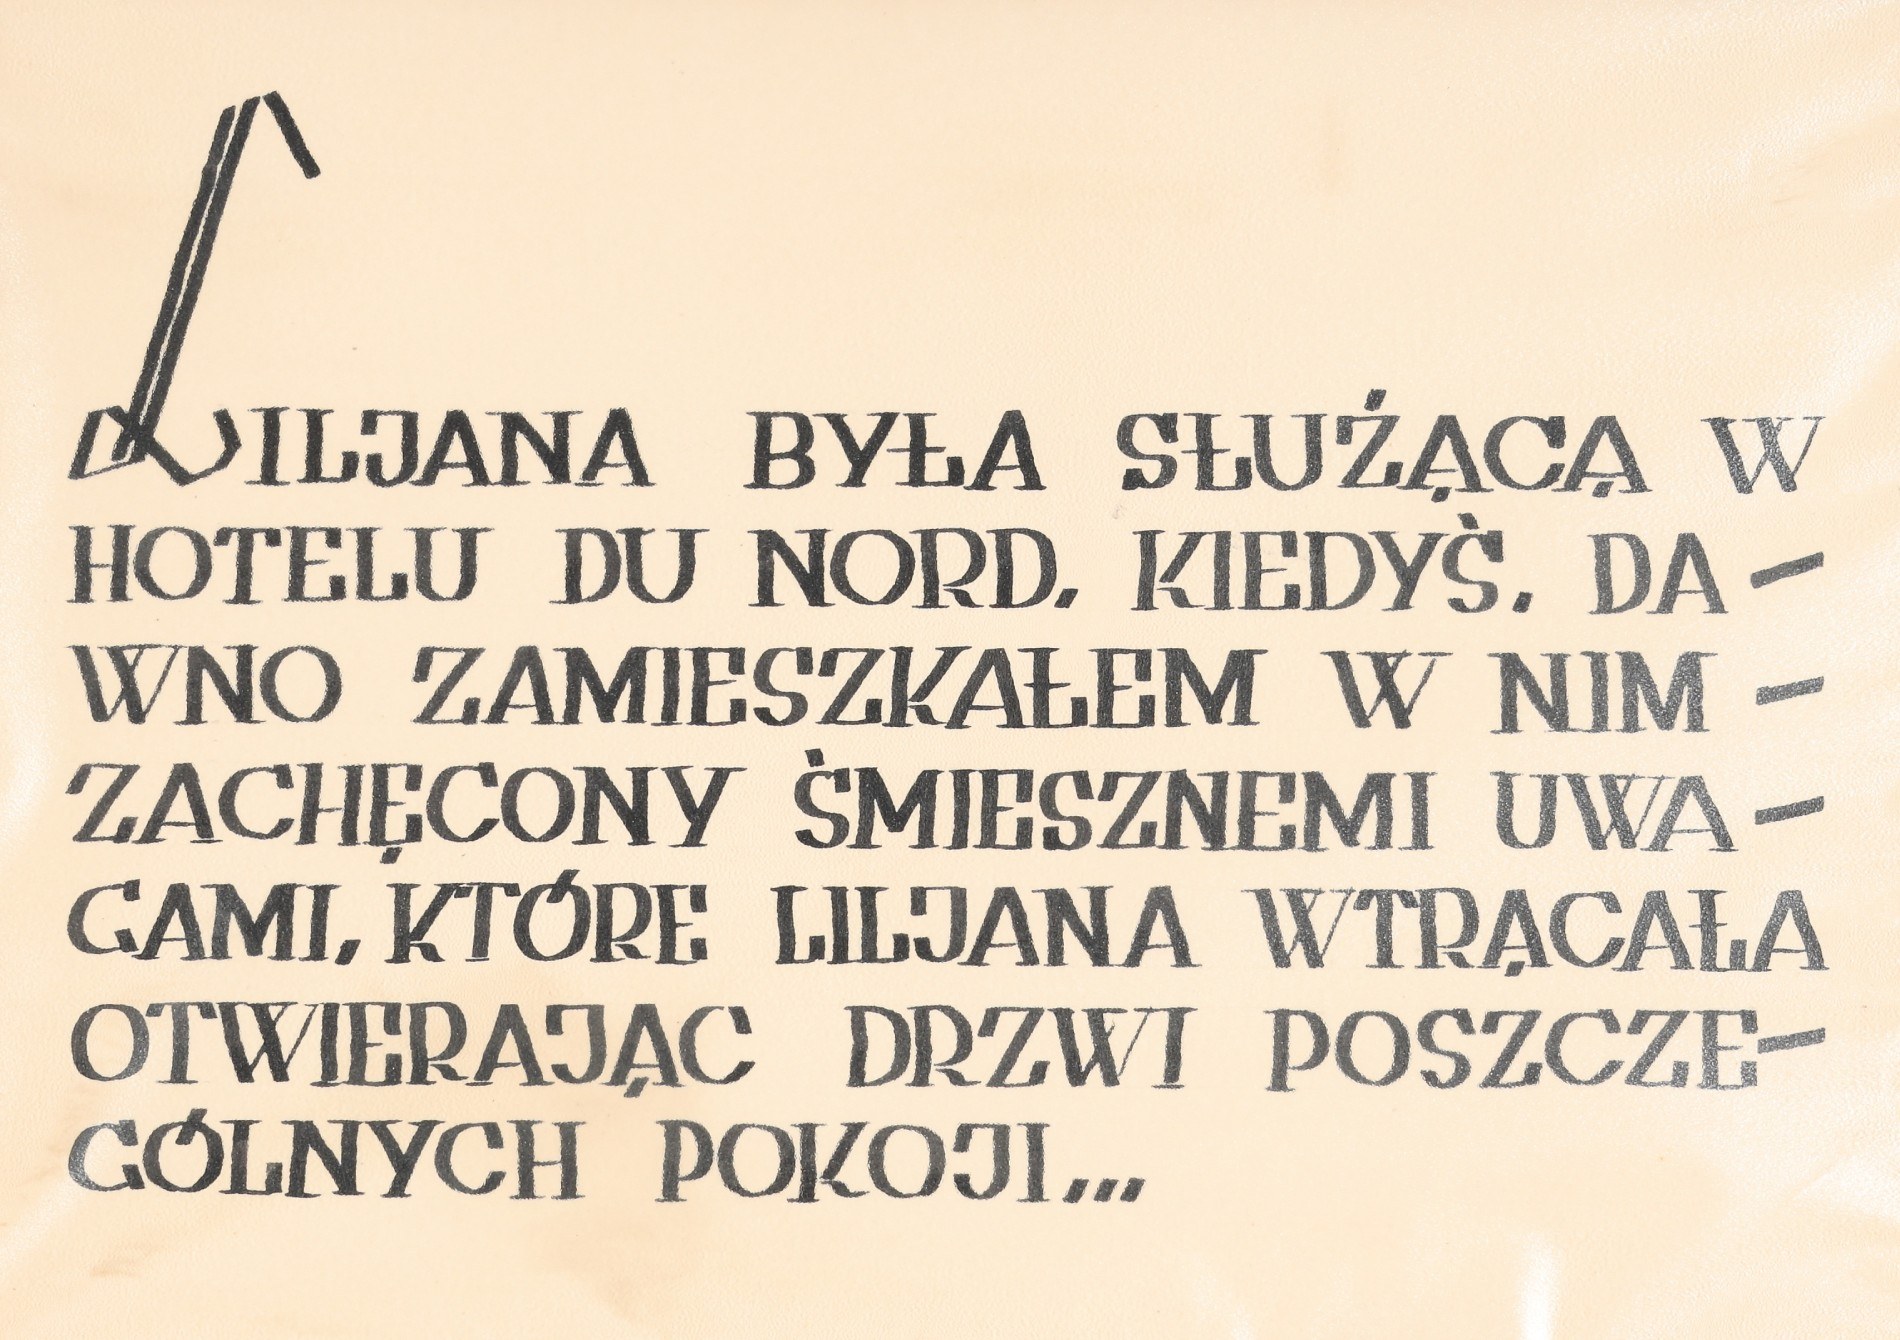 LILJANA BYŁA SŁUŻĄCĄ W
HOTELU DU NORD. KIEDYŚ. DA-
WNO ZAMIESZKAŁEM W NIM -
ZACHĘCONY ŚMIESZNEMI UWA-
GAMI, KTÓRE LILJANA WTRĄCAŁA
OTWIERAJĄC DRZWI POSZCZE-
GÓLNYCH POKOJI...